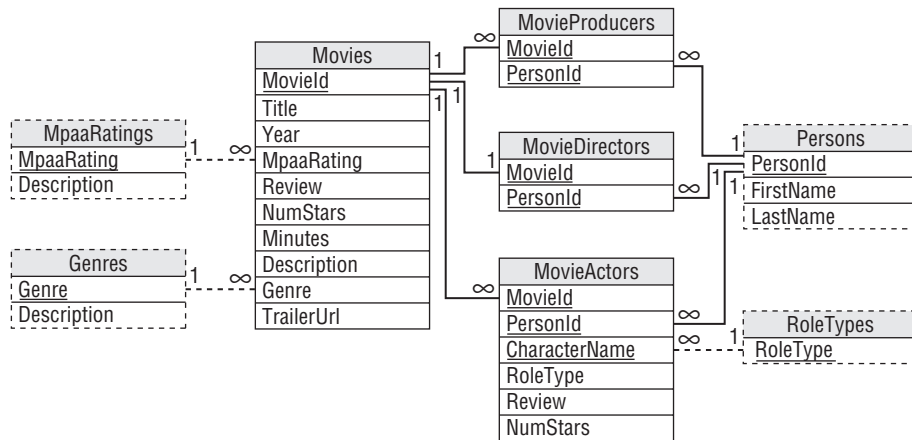 MpaaRatings
MpaaRating
Description
1
∞
Genres
Genre
Description
1
∞
Movies
MovieId
Title
Year
MpaaRating
Review
NumStars
Minutes
Description
Genre
TrailerUrl
1
1
1
∞
MovieProducers
MovieId
PersonId
∞
1
MovieDirectors
MovieId
PersonId
∞
∞
MovieActors
MovieId
PersonId
CharacterName
RoleType
Review
NumStars
∞
∞
1
1
1
Persons
PersonId
FirstName
LastName
1
RoleTypes
RoleType